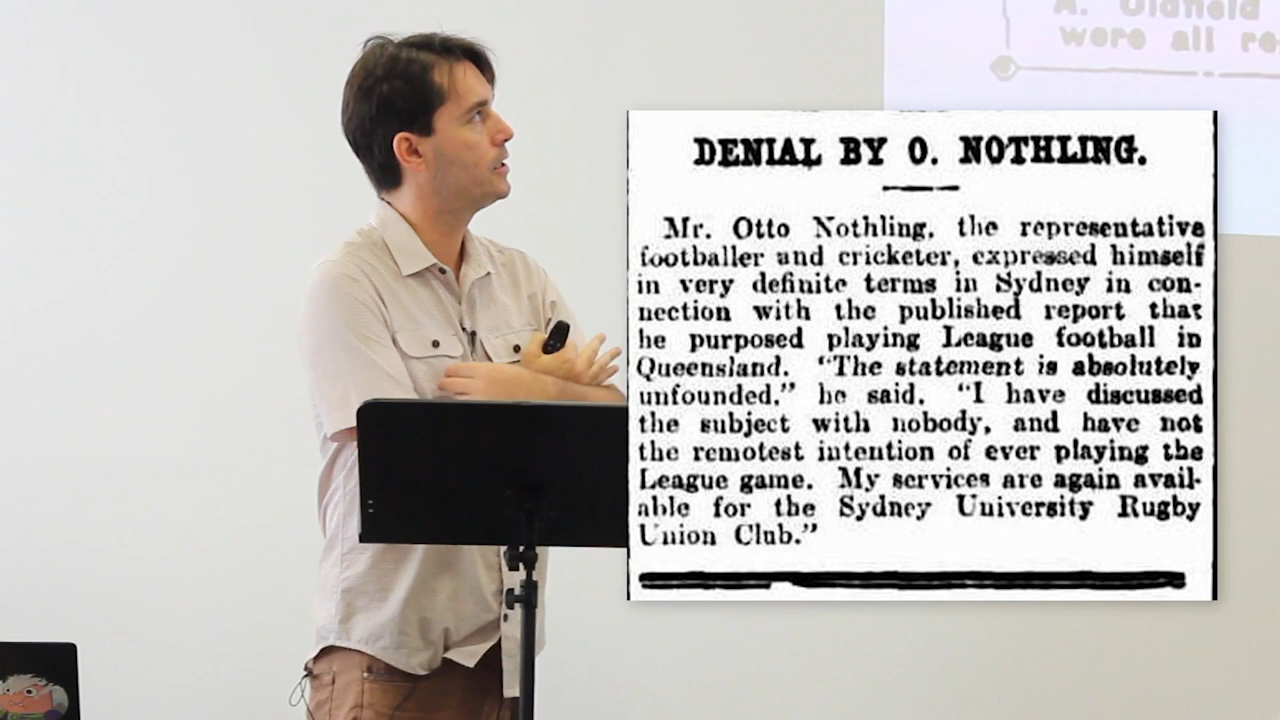 A. Oldfield
were all
DENIAL BY O. NOTHLING.
Mr. Otto Nothling, the representative
footballer and cricketer, expressed himself
in very definite terms in Sydney in con-
nection with the published report that
he purposed playing League football in
Queensland. "The statement is absolutely
unfounded," he said. "I have discussed
the subject with nobody, and have not
the remotest intention of ever playing the
League game. My services are again avail-
able for the Sydney University Rugby
Union Club."